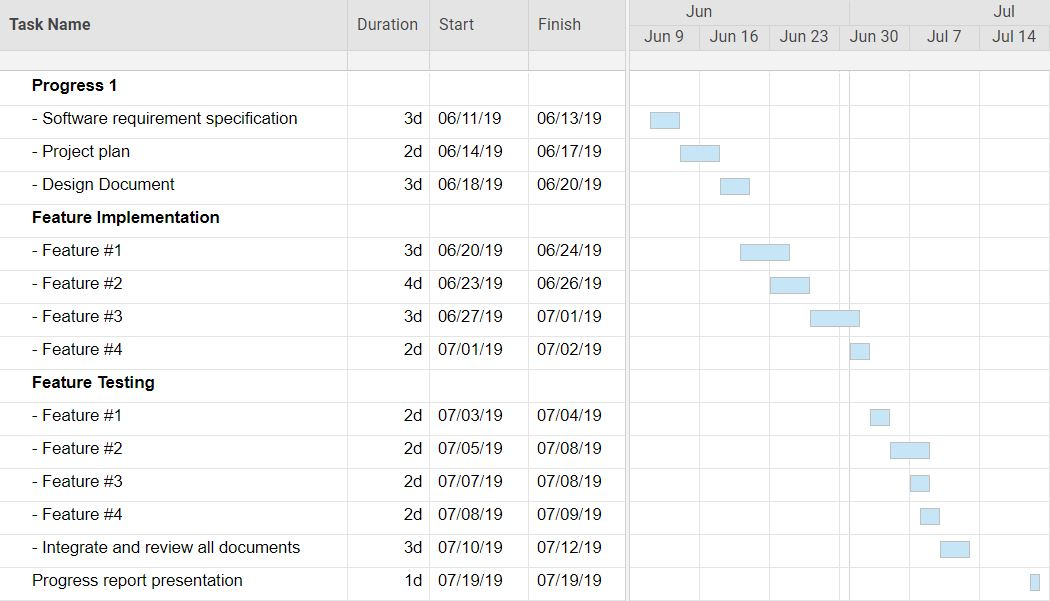 Task Name Duration Start Finish Jun Jul
Jun 9 Jun 16 Jun 23 Jun 30 Jul 7 Jul 14
Progress 1
- Software requirement specification 3d 06/11/19 06/13/19
- Project plan 2d 06/14/19 06/17/19
- Design Document 3d 06/18/19 06/20/19
Feature Implementation
- Feature #1 3d 06/20/19 06/24/19
- Feature #2 4d 06/23/19 06/26/19
- Feature #3 3d 06/27/19 07/01/19
- Feature #4 2d 07/01/19 07/02/19
Feature Testing
- Feature #1 2d 07/03/19 07/04/19
- Feature #2 2d 07/05/19 07/08/19
- Feature #3 2d 07/07/19 07/08/19
- Feature #4 2d 07/08/19 07/09/19
- Integrate and review all documents 3d 07/10/19 07/12/19
Progress report presentation 1d 07/19/19 07/19/19